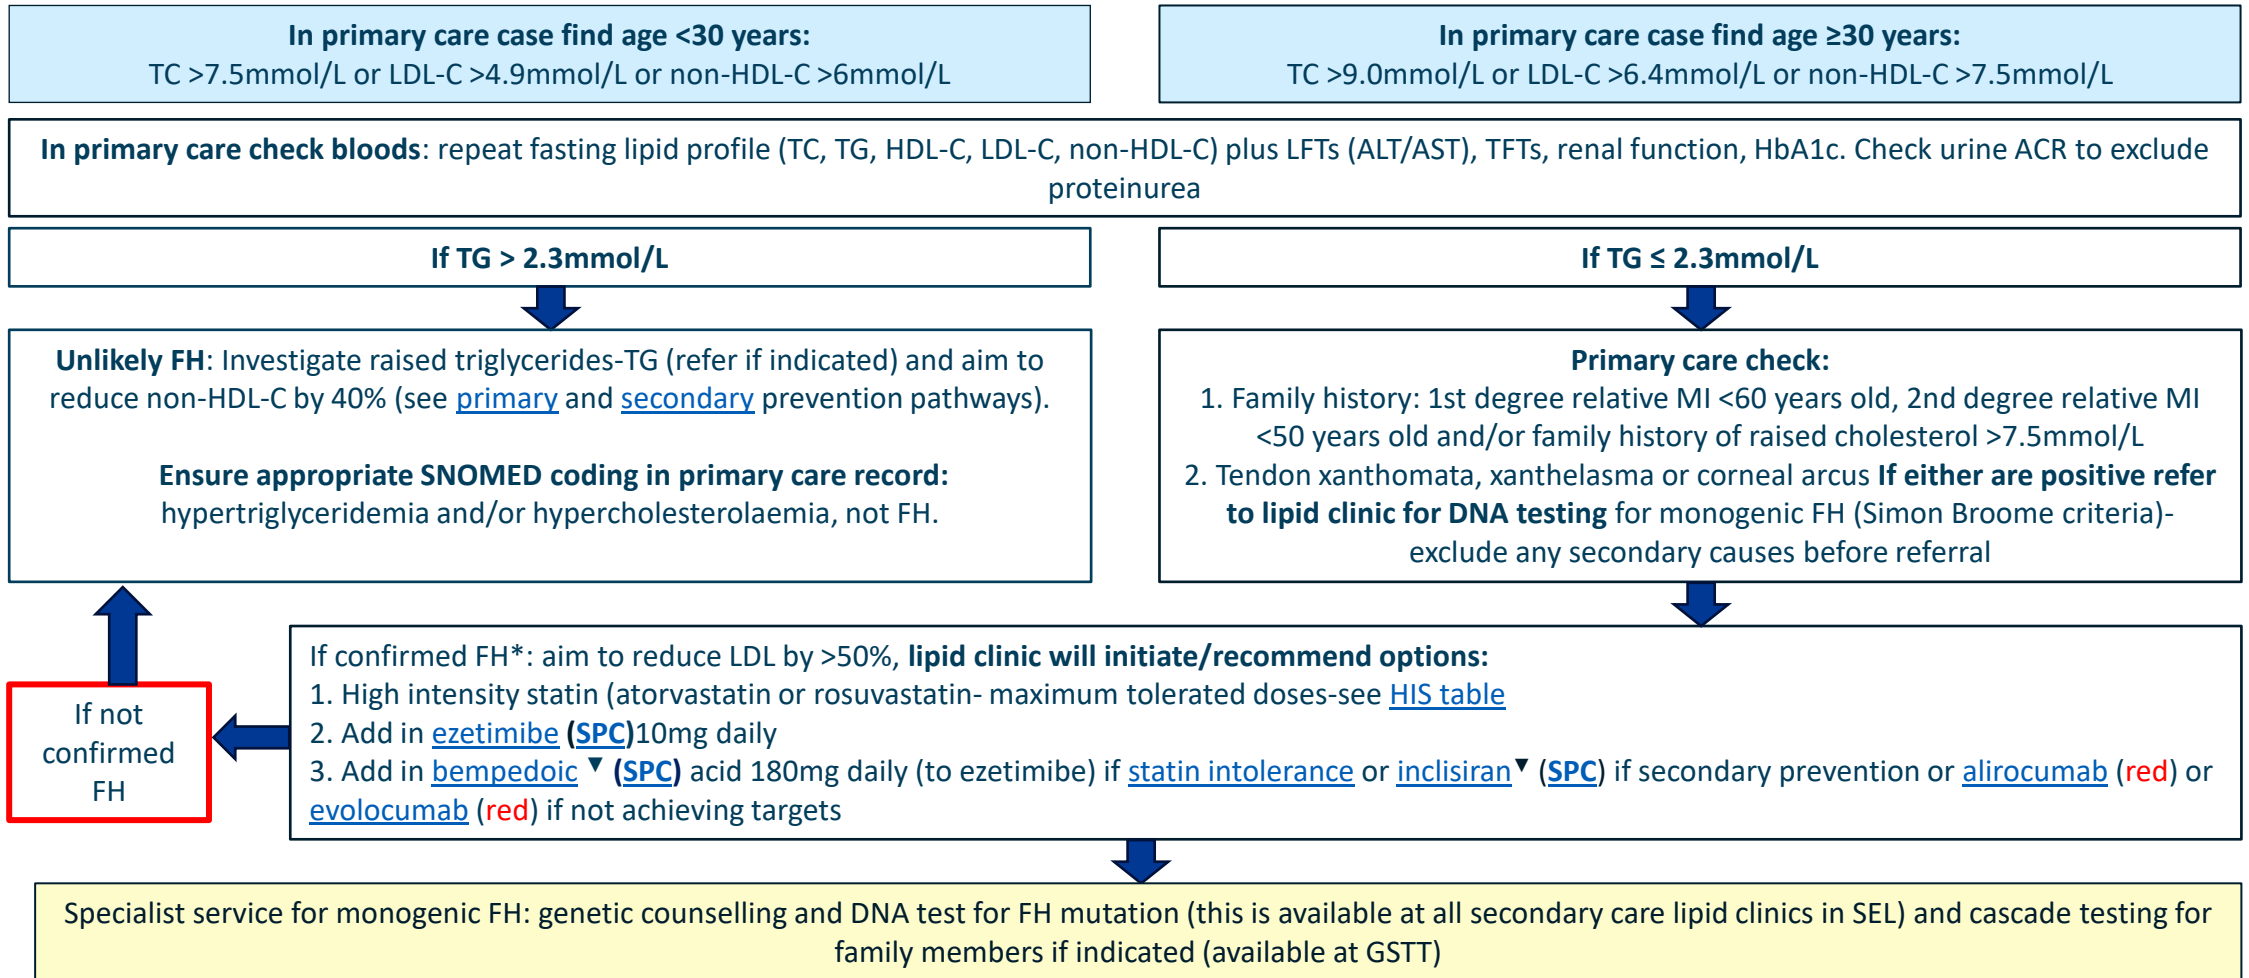 In primary care case find age <30 years:
TC >7.5mmol/L or LDL-C >4.9mmol/L or non-HDL-C >6mmol/L
In primary care case find age ≥30 years:
TC >9.0mmol/L or LDL-C >6.4mmol/L or non-HDL-C >7.5mmol/L
In primary care check bloods: repeat fasting lipid profile (TC, TG, HDL-C, LDL-C, non-HDL-C) plus LFTs (ALT/AST), TFTs, renal function, HbA1c. Check urine ACR to exclude
proteinurea
If TG > 2.3mmol/L
If TG ≤ 2.3mmol/L
Unlikely FH: Investigate raised triglycerides-TG (refer if indicated) and aim to
reduce non-HDL-C by 40% (see primary and secondary prevention pathways).
Ensure appropriate SNOMED coding in primary care record:
hypertriglyceridemia and/or hypercholesterolaemia, not FH.
Primary care check:
1. Family history: 1st degree relative MI <60 years old, 2nd degree relative MI
<50 years old and/or family history of raised cholesterol >7.5mmol/L
2. Tendon xanthomata, xanthelasma or corneal arcus If either are positive refer
to lipid clinic for DNA testing for monogenic FH (Simon Broome criteria)-
exclude any secondary causes before referral
If not
confirmed
FH
If confirmed FH*: aim to reduce LDL by >50%, lipid clinic will initiate/recommend options:
1. High intensity statin (atorvastatin or rosuvastatin- maximum tolerated doses-see HIS table
2. Add in ezetimibe (SPC)10mg daily
3. Add in bempedoic ▼ (SPC) acid 180mg daily (to ezetimibe) if statin intolerance or inclisiran▼ (SPC) if secondary prevention or alirocumab (red) or
evolocumab (red) if not achieving targets
Specialist service for monogenic FH: genetic counselling and DNA test for FH mutation (this is available at all secondary care lipid clinics in SEL) and cascade testing for
family members if indicated (available at GSTT)